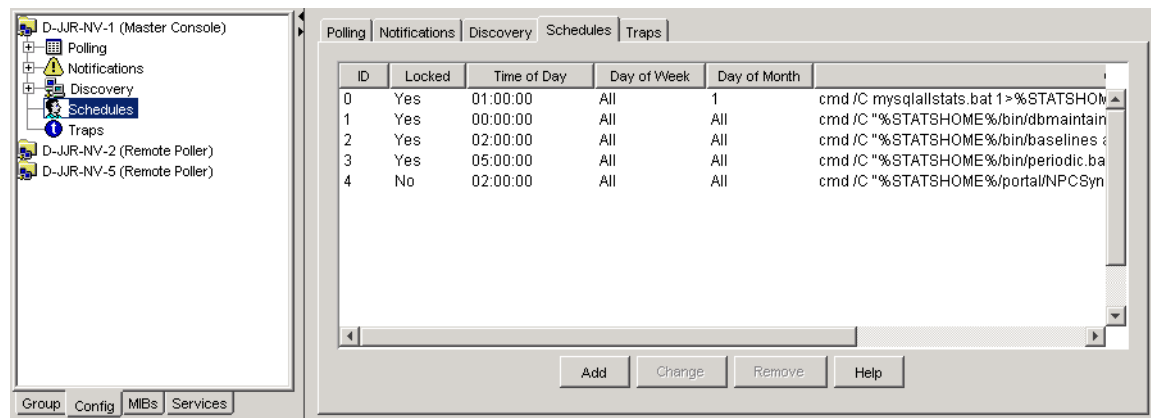 D-JJR-NV-1 (Master Console)
Polling
Notifications
Discovery
Schedules
Traps
D-JJR-NV-2 (Remote Poller)
D-JJR-NV-5 (Remote Poller)
Group Config MIBs Services
Polling Notifications Discovery Schedules Traps
ID Locked Time of Day Day of Week Day of Month
0 Yes 01:00:00 All 1 cmd /C mysqlallstats.bat 1>%STATSHOM
1 Yes 00:00:00 All All cmd /C "%STATSHOME%/bin/dbmaintain
2 Yes 02:00:00 All All cmd /C "%STATSHOME%/bin/baselines
3 Yes 05:00:00 All All cmd /C "%STATSHOME%/bin/periodic.ba
4 No 02:00:00 All All cmd /C "%STATSHOME%/portal/NPCSyn
Add Change Remove Help